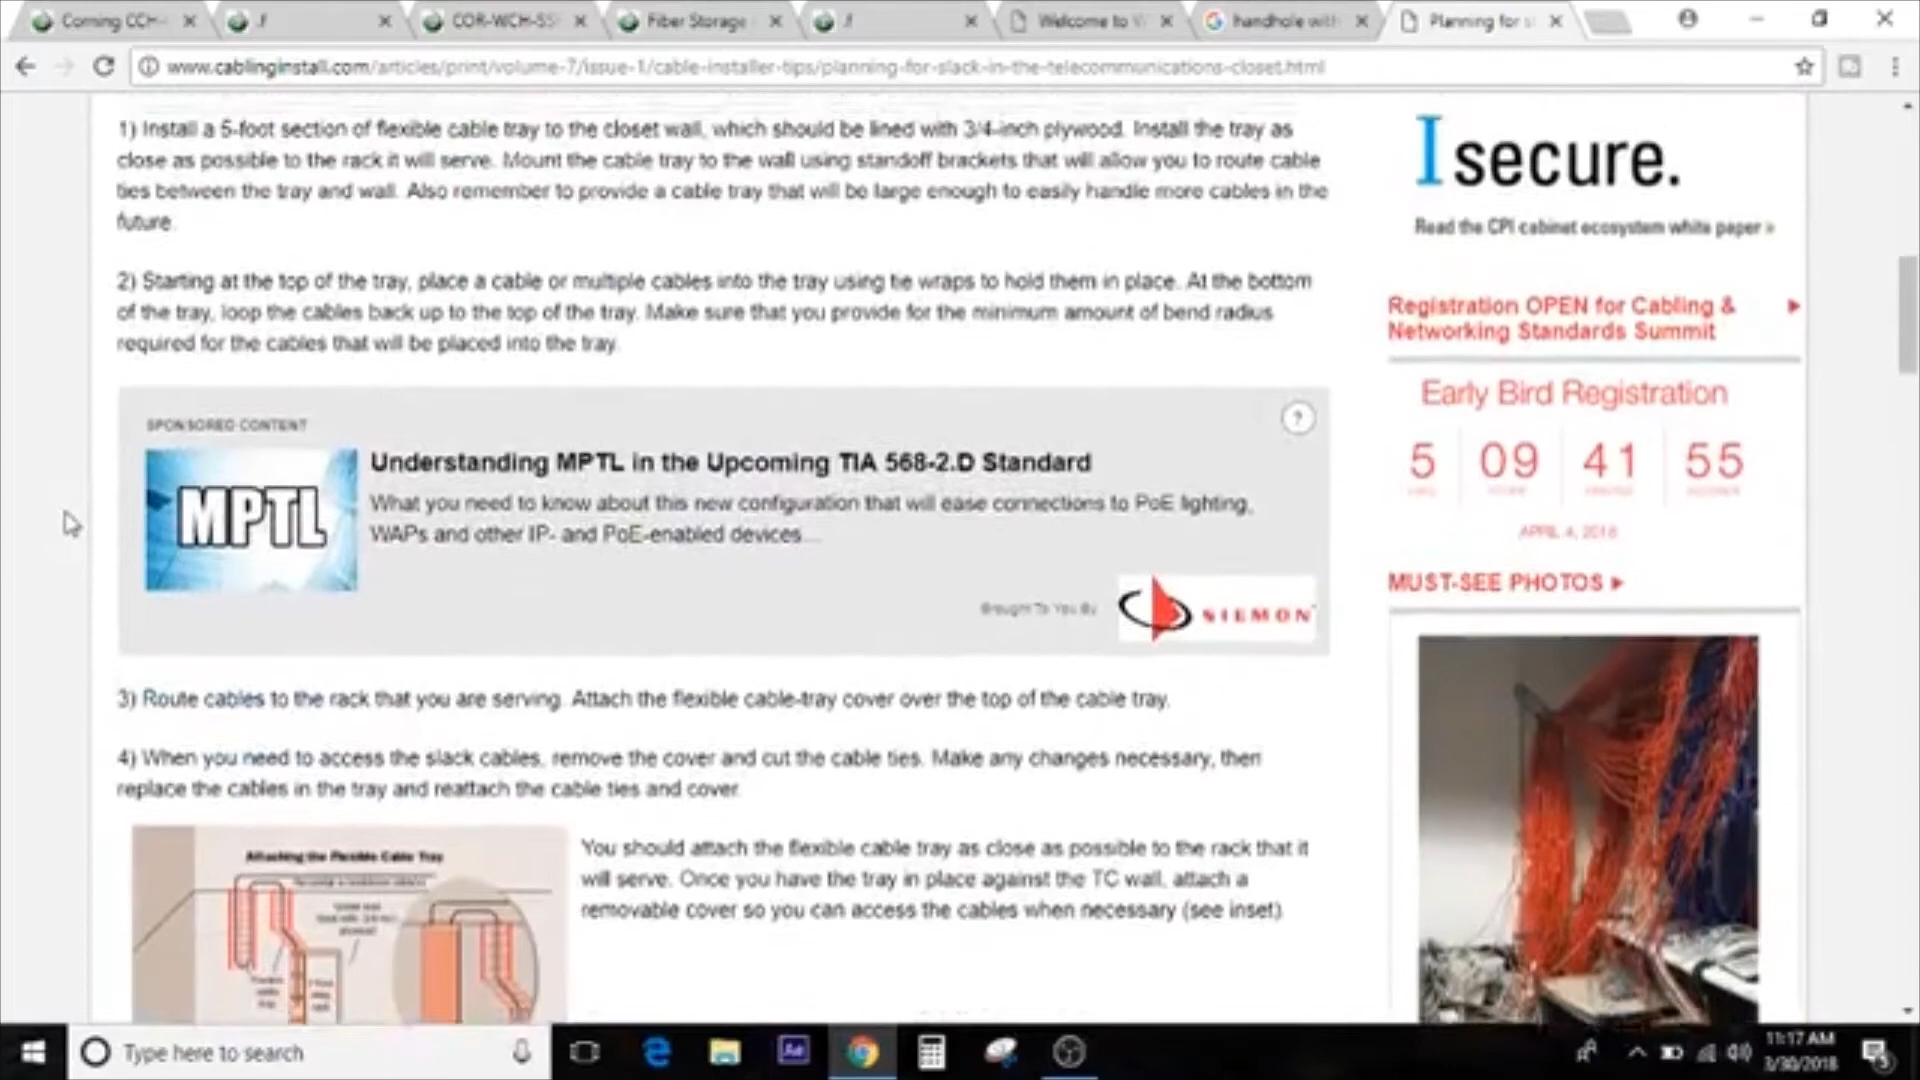 Corning CCH-
COR-WCH-SS
Fiber Storage
Welcome to
handhole with
Planning for s
www.cablinginstall.com/articles/print/volume-7/issue-1/cable-installer-tips/planning-for-slack-in-the-telecommunications-closet.html
1) Install a 5-foot section of flexible cable tray to the closet wall, which should be lined with 3/4-inch plywood. Install the tray as
close as possible to the rack it will serve. Mount the cable tray to the wall using standoff brackets that will allow you to route cable
ties between the tray and wall. Also remember to provide a cable tray that will be large enough to easily handle more cables in the
future.
2) Starting at the top of the tray, place a cable or multiple cables into the tray using tie wraps to hold them in place. At the bottom
of the tray, loop the cables back up to the top of the tray. Make sure that you provide for the minimum amount of bend radius
required for the cables that will be placed into the tray.
SPONSORED CONTENT
?
MPTL
Understanding MPTL in the Upcoming TIA 568-2.D Standard
What you need to know about this new configuration that will ease connections to PoE lighting,
WAPs and other IP- and PoE-enabled devices...
Brought To You By
SIEMON
3) Route cables to the rack that you are serving. Attach the flexible cable-tray cover over the top of the cable tray.
4) When you need to access the slack cables, remove the cover and cut the cable ties. Make any changes necessary, then
replace the cables in the tray and reattach the cable ties and cover.
Attaching the Flexible Cable Tray
You should attach the flexible cable tray as close as possible to the rack that it
will serve. Once you have the tray in place against the TC wall, attach a
removable cover so you can access the cables when necessary (see inset).
I secure.
Read the CPI cabinet ecosystem white paper »
Registration OPEN for Cabling &
Networking Standards Summit
Early Bird Registration
5 09 41 55
APRIL 4, 2018
MUST-SEE PHOTOS
Type here to search
11:17 AM
3/30/2018